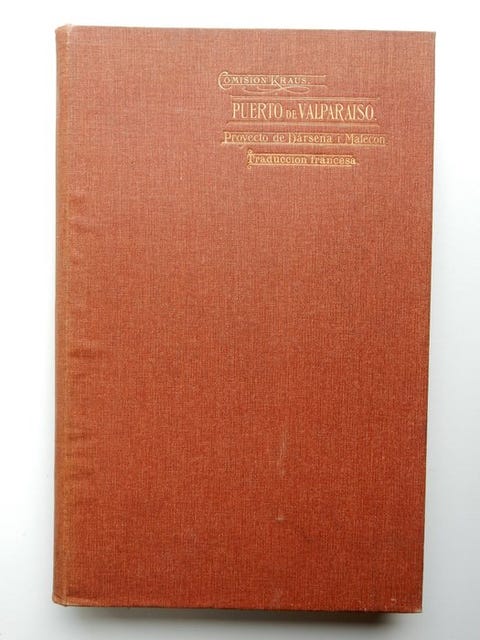 COMISION KRAUS.
PUERTO DE VALPARAISO.
Proyecto de Dársena i Malecon
Traduccion francesa.